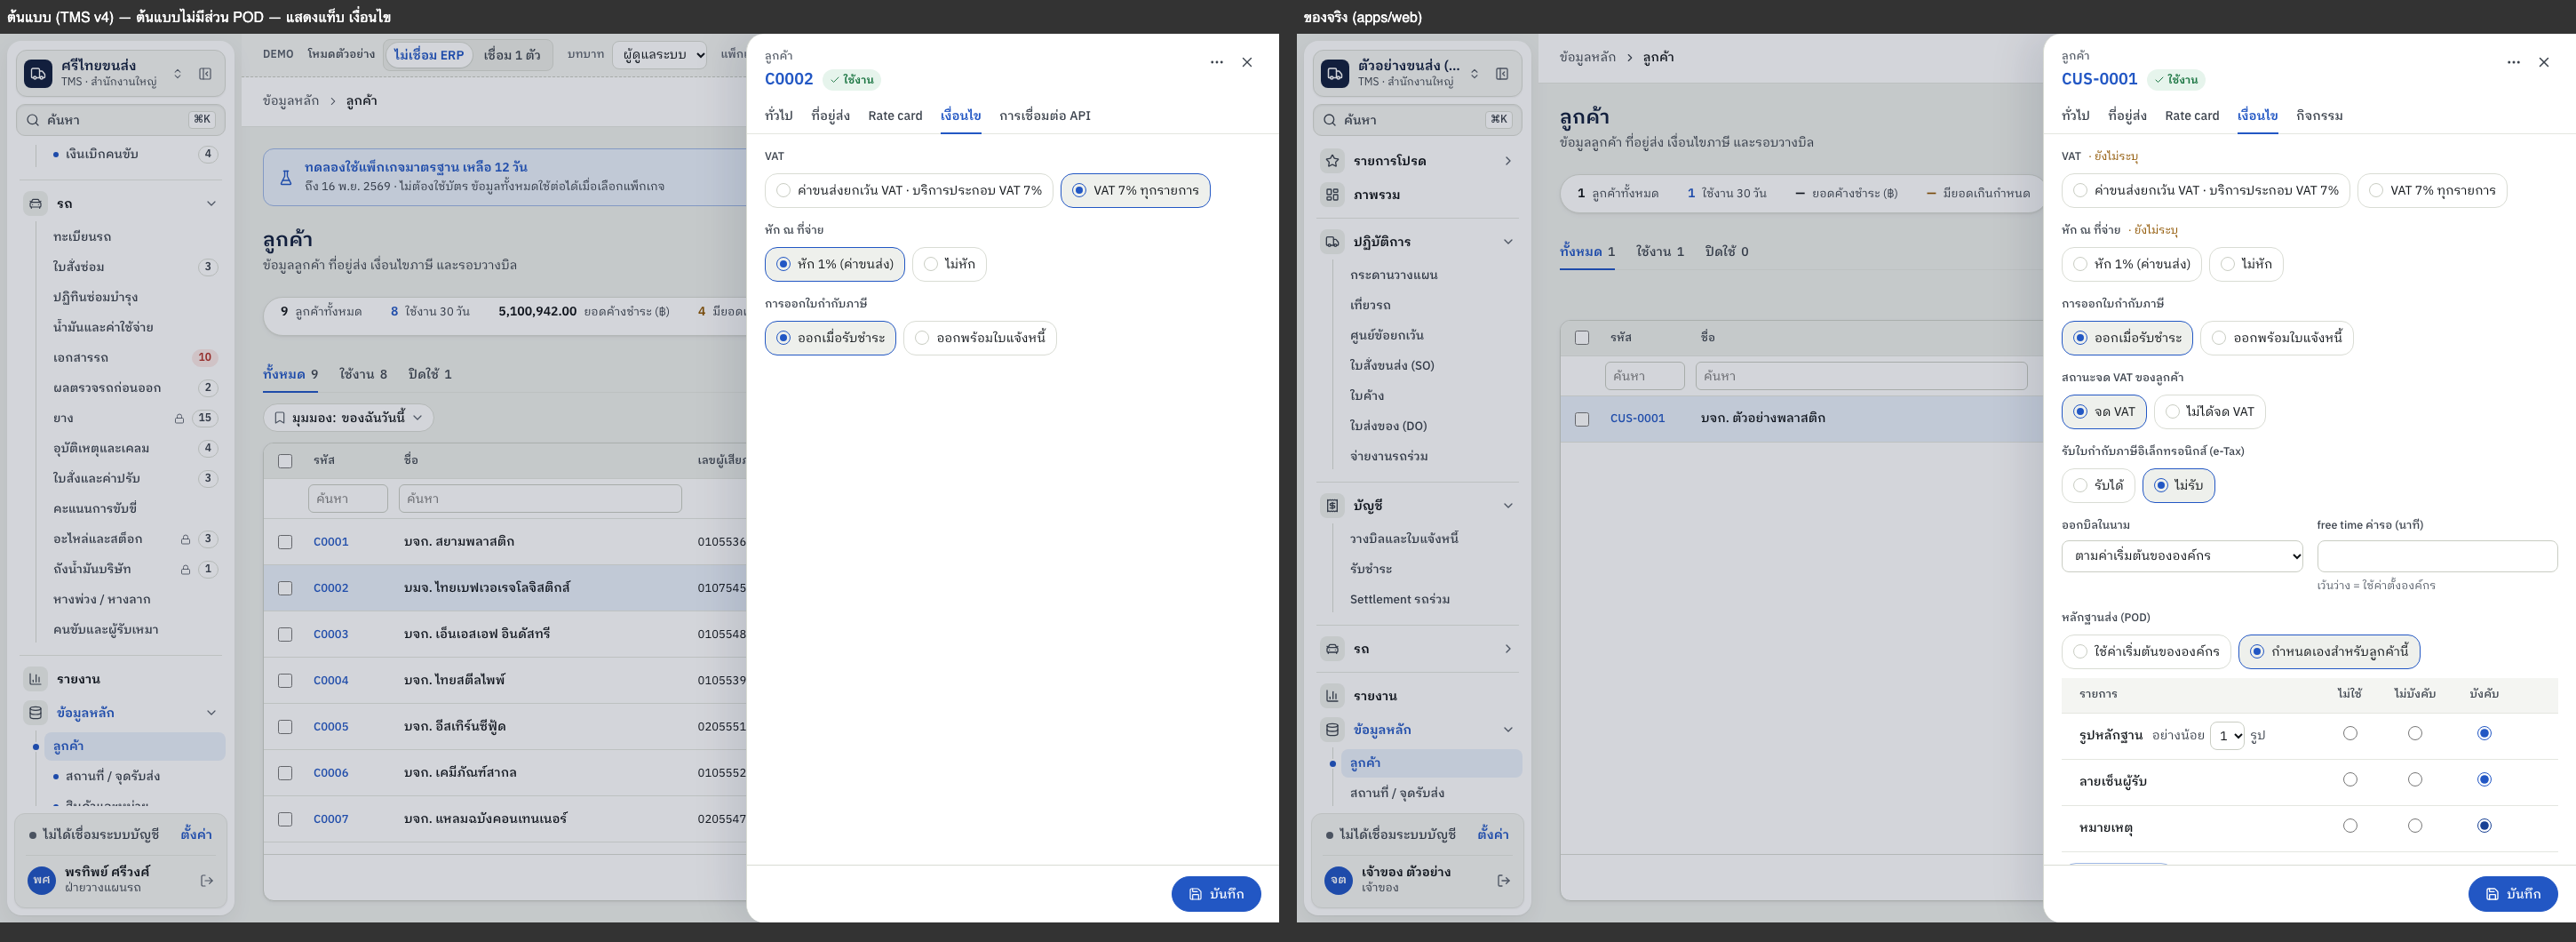 ต้นแบบ (TMS v4) — ต้นแบบไม่มีส่วน POD — แสดงแท็บ เงื่อนไข
ศรีไทยขนส่ง
TMS · สำนักงานใหญ่
ค้นหา ⌘K
เงินเบิกคนขับ 4
รถ
ทะเบียนรถ
ใบสั่งซ่อม 3
ปฏิทินซ่อมบำรุง
น้ำมันและค่าใช้จ่าย
เอกสารรถ 10
ผลตรวจรถก่อนออก 2
ยาง 15
อุบัติเหตุและเคลม 4
ใบสั่งและค่าปรับ 3
คะแนนการขับขี่
อะไหล่และสต็อก 3
ถังน้ำมันบริษัท 1
หางพ่วง / หางลาก
คนขับและผู้รับเหมา
รายงาน
ข้อมูลหลัก
ลูกค้า
สถานที่ / จุดรับส่ง
ไม่ได้เชื่อมระบบบัญชี ตั้งค่า
พศ พรทิพย์ ศรีวงศ์
ฝ่ายวางแผนรถ
DEMO โหมดตัวอย่าง ไม่เชื่อม ERP เชื่อม 1 ตัว บทบาท ผู้ดูแลระบบ
ข้อมูลหลัก > ลูกค้า
ทดลองใช้แพ็กเกจมาตรฐาน เหลือ 12 วัน
ถึง 16 พ.ย. 2569 · ไม่ต้องใช้บัตร ข้อมูลทั้งหมดใช้ต่อได้เมื่อเลือกแพ็กเกจ
ลูกค้า
ข้อมูลลูกค้า ที่อยู่ส่ง เงื่อนไขภาษี และรอบวางบิล
9 ลูกค้าทั้งหมด 8 ใช้งาน 30 วัน 5,100,942.00 ยอดค้างชำระ (฿) 4
ทั้งหมด 9 ใช้งาน 8 ปิดใช้ 1
มุมมอง: ของฉันวันนี้
รหัส ชื่อ
ค้นหา ค้นหา
C0001 บจก. สยามพลาสติก 0105536
C0002 บมจ. ไทยเบฟเวอเรจโลจิสติกส์ 0107545
C0003 บจก. เอ็นเอสเอฟ อินดัสทรี 0105548
C0004 บจก. ไทยสตีลไพพ์ 0105539
C0005 บจก. อีสเทิร์นซีฟู้ด 0205551
C0006 บจก. เคมีภัณฑ์สากล 0105552
C0007 บจก. แหลมฉบังคอนเทนเนอร์ 0205547
ลูกค้า
C0002 ใช้งาน
ทั่วไป ที่อยู่ส่ง Rate card เงื่อนไข การเชื่อมต่อ API
VAT
ค่าขนส่งยกเว้น VAT · บริการประกอบ VAT 7% VAT 7% ทุกรายการ
หัก ณ ที่จ่าย
หัก 1% (ค่าขนส่ง) ไม่หัก
การออกใบกำกับภาษี
ออกเมื่อรับชำระ ออกพร้อมใบแจ้งหนี้
บันทึก
ของจริง (apps/web)
ตัวอย่างขนส่ง (...
TMS · สำนักงานใหญ่
ค้นหา ⌘K
รายการโปรด
ภาพรวม
ปฏิบัติการ
กระดานวางแผน
เที่ยวรถ
ศูนย์ข้อยกเว้น
ใบสั่งขนส่ง (SO)
ใบค้าง
ใบส่งของ (DO)
จ่ายงานรถร่วม
บัญชี
วางบิลและใบแจ้งหนี้
รับชำระ
Settlement รถร่วม
รถ
รายงาน
ข้อมูลหลัก
ลูกค้า
สถานที่ / จุดรับส่ง
ไม่ได้เชื่อมระบบบัญชี ตั้งค่า
จต เจ้าของ ตัวอย่าง
เจ้าของ
ข้อมูลหลัก > ลูกค้า
ลูกค้า
ข้อมูลลูกค้า ที่อยู่ส่ง เงื่อนไขภาษี และรอบวางบิล
1 ลูกค้าทั้งหมด 1 ใช้งาน 30 วัน — ยอดค้างชำระ (฿) — มียอดเกินกำหนด
ทั้งหมด 1 ใช้งาน 1 ปิดใช้ 0
รหัส ชื่อ
ค้นหา ค้นหา
CUS-0001 บจก. ตัวอย่างพลาสติก
ลูกค้า
CUS-0001 ใช้งาน
ทั่วไป ที่อยู่ส่ง Rate card เงื่อนไข กิจกรรม
VAT · ยังไม่ระบุ
ค่าขนส่งยกเว้น VAT · บริการประกอบ VAT 7% VAT 7% ทุกรายการ
หัก ณ ที่จ่าย · ยังไม่ระบุ
หัก 1% (ค่าขนส่ง) ไม่หัก
การออกใบกำกับภาษี
ออกเมื่อรับชำระ ออกพร้อมใบแจ้งหนี้
สถานะจด VAT ของลูกค้า
จด VAT ไม่ได้จด VAT
รับใบกำกับภาษีอิเล็กทรอนิกส์ (e-Tax)
รับได้ ไม่รับ
ออกบิลในนาม free time ค่ารอ (นาที)
ตามค่าเริ่มต้นขององค์กร
เว้นว่าง = ใช้ค่าตั้งองค์กร
หลักฐานส่ง (POD)
ใช้ค่าเริ่มต้นขององค์กร กำหนดเองสำหรับลูกค้านี้
รายการ ไม่ใช้ ไม่บังคับ บังคับ
รูปหลักฐาน อย่างน้อย 1 รูป
ลายเซ็นผู้รับ
หมายเหตุ
บันทึก